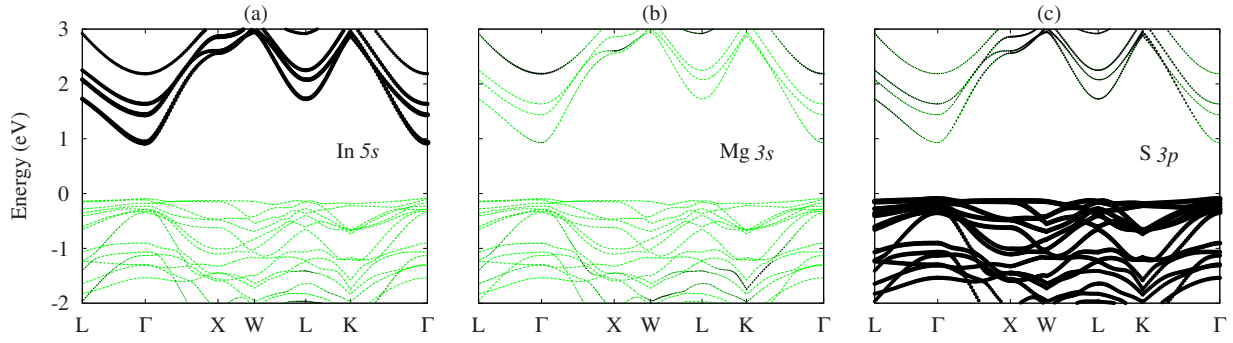 (a) (b) (c)
3
2
1
0
-1
-2
Energy (eV)
In 5s
Mg 3s
S 3p
L Γ X W L K Γ
L Γ X W L K Γ
L Γ X W L K Γ